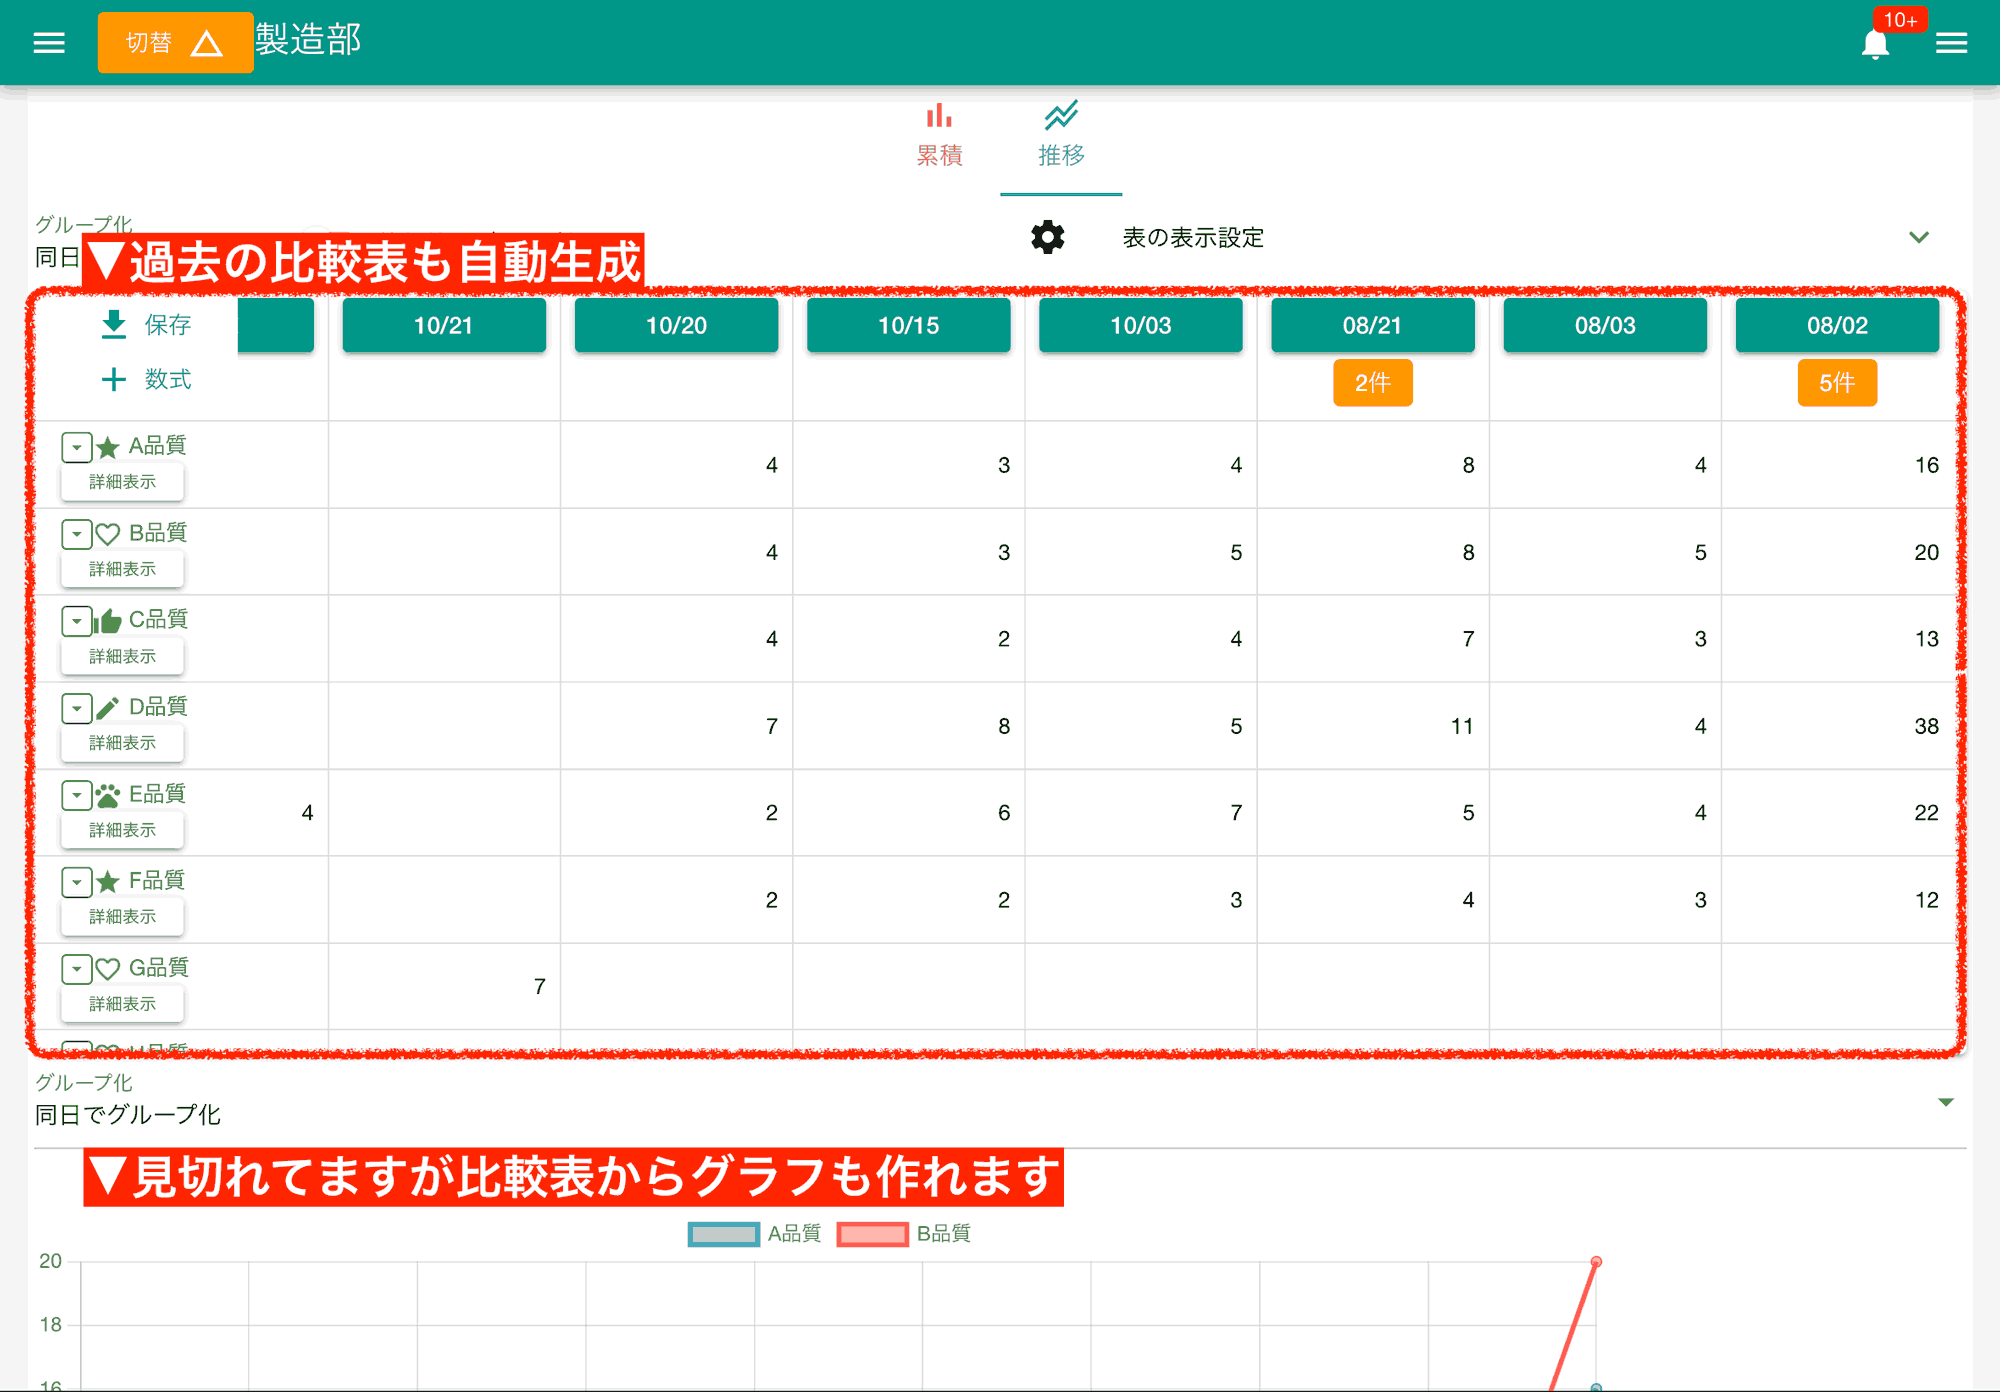 切替 製造部 10+
累積 推移
グループ化
同日
表の表示設定
▼過去の比較表も自動生成
保存 10/21 10/20 10/15 10/03 08/21 08/03 08/02
数式 2件 5件
A品質 4 3 4 8 4 16
詳細表示
B品質 4 3 5 8 5 20
詳細表示
C品質 4 2 4 7 3 13
詳細表示
D品質 7 8 5 11 4 38
詳細表示
E品質 4 2 6 7 5 4 22
詳細表示
F品質 2 2 3 4 3 12
詳細表示
G品質 7
詳細表示
グループ化
同日でグループ化
▼見切れてますが比較表からグラフも作れます
A品質 B品質
20
18
16